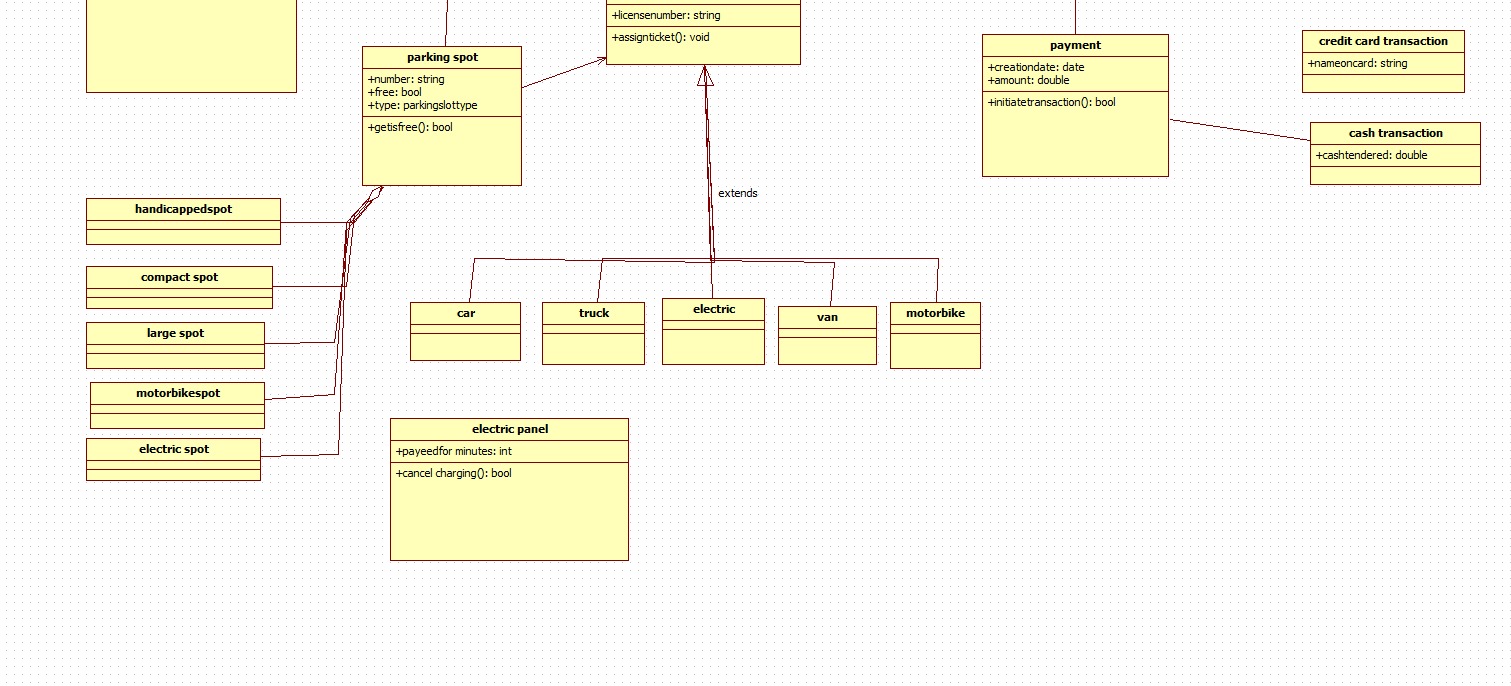 +licensenumber: string
+assignticket(): void
parking spot
+number: string
+free: bool
+type: parkingslottype
+getisfree(): bool
payment
+creationdate: date
+amount: double
+initiatetransaction(): bool
credit card transaction
+nameoncard: string
cash transaction
+cashtendered: double
extends
handicappedspot
compact spot
large spot
motorbikespot
electric spot
car
truck
electric
van
motorbike
electric panel
+payeedfor minutes: int
+cancel charging(): bool